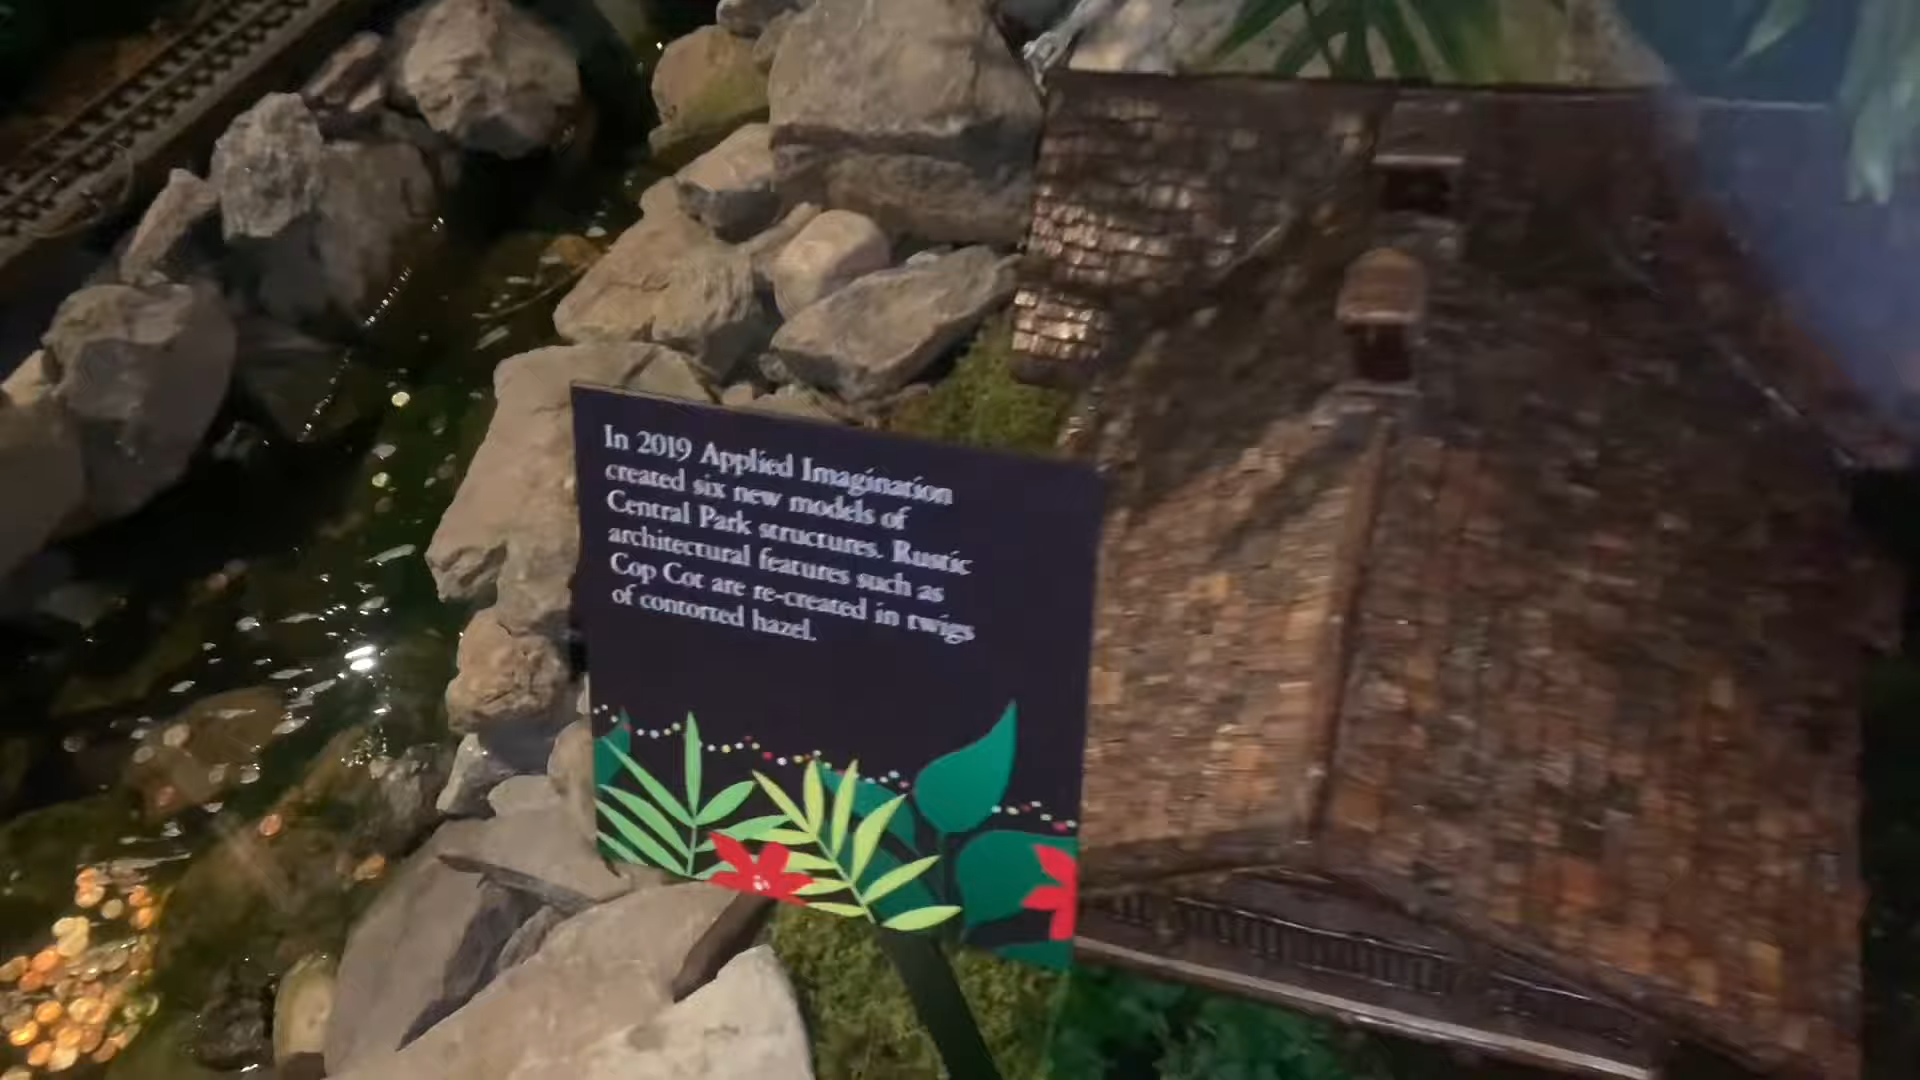 In 2019 Applied Imagination
created six new models of
Central Park structures. Rustic
architectural features such as
Cop Cot are re-created in twigs
of contorted hazel.